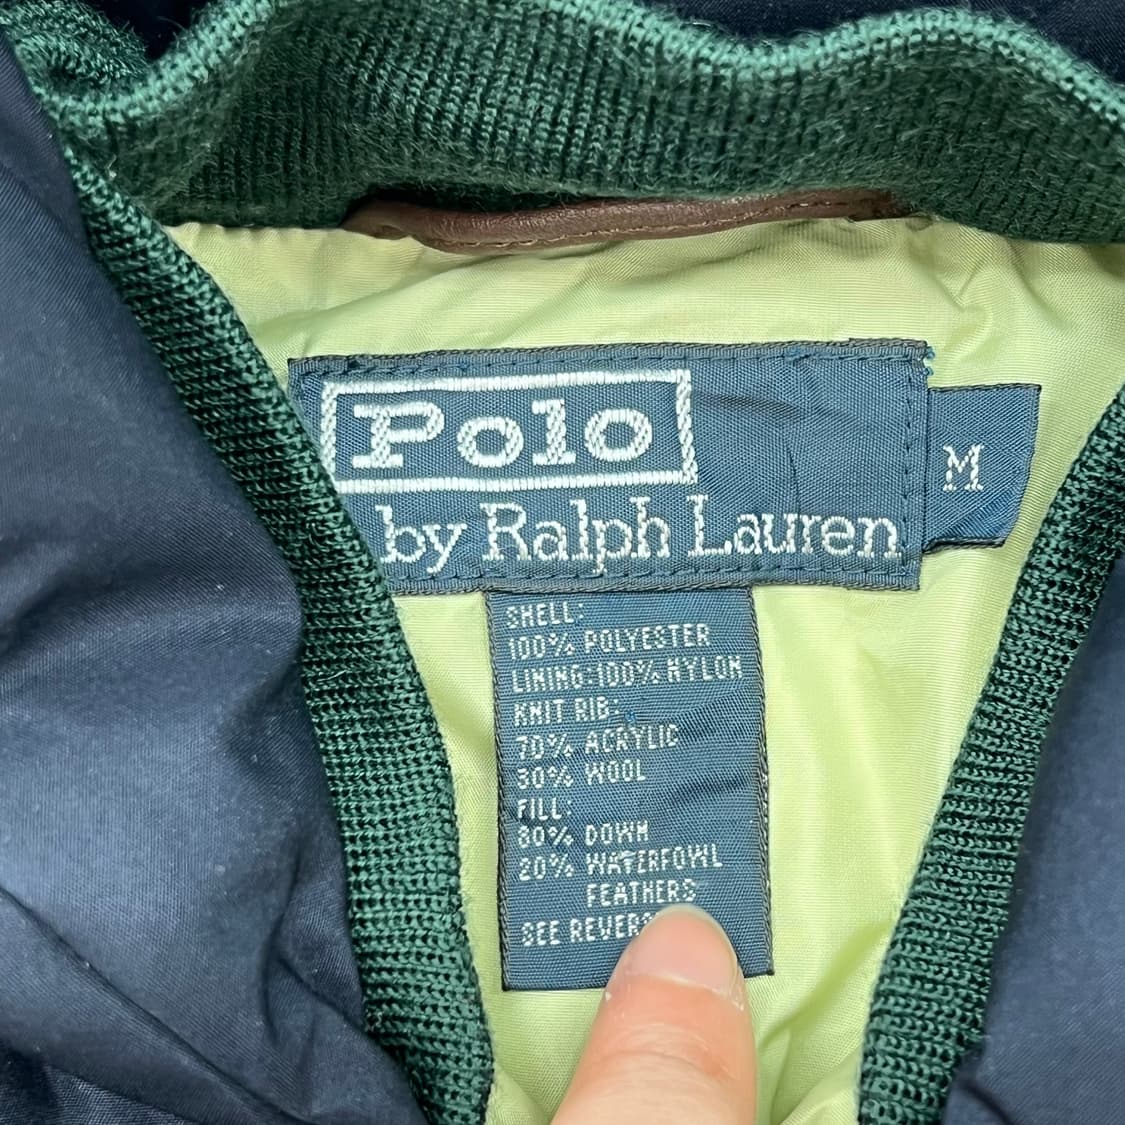 Polo
by Ralph Lauren
M
SHELL:
100% POLYESTER
LINING:100% NYLON
KNIT RIB:
70% ACRYLIC
30% WOOL
FILL:
80% DOWN
20% WATERFOWL
FEATHERS
SEE